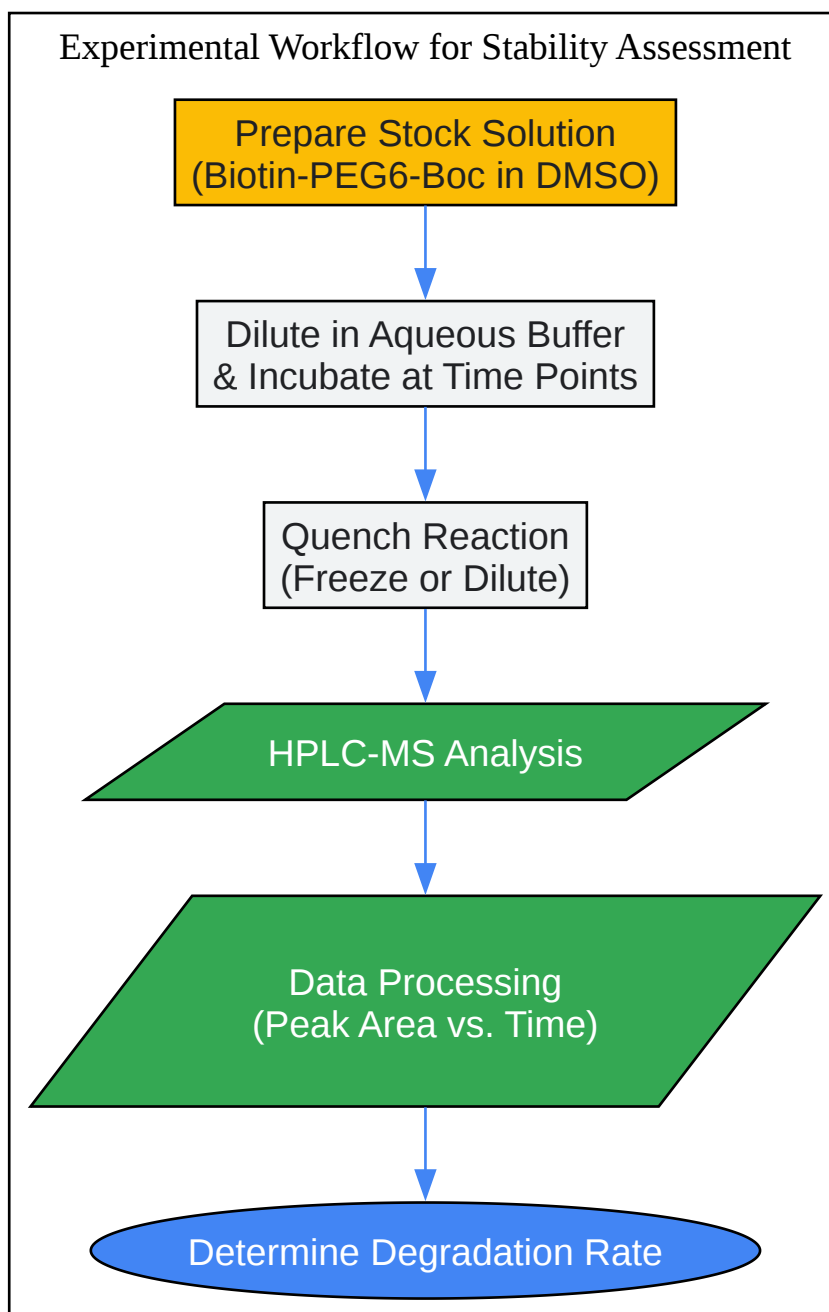 Experimental Workflow for Stability Assessment
Prepare Stock Solution
(Biotin-PEG6-Boc in DMSO)
Dilute in Aqueous Buffer
& Incubate at Time Points
Quench Reaction
(Freeze or Dilute)
HPLC-MS Analysis
Data Processing
(Peak Area vs. Time)
Determine Degradation Rate